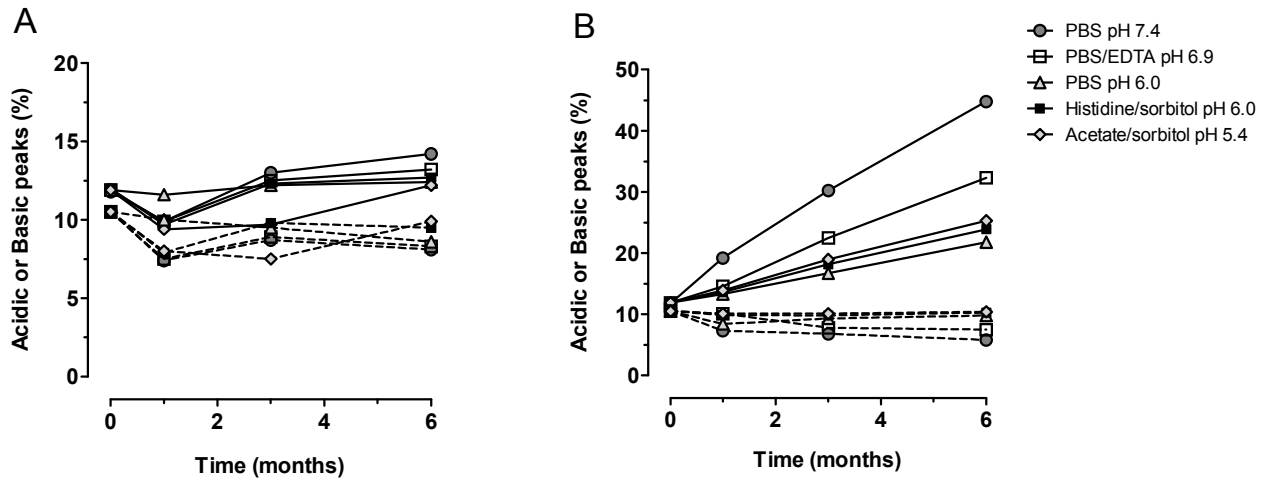 A
B
PBS pH 7.4
PBS/EDTA pH 6.9
PBS pH 6.0
Histidine/sorbitol pH 6.0
Acetate/sorbitol pH 5.4
Acidic or Basic peaks (%)
20
15
10
5
0
0 2 4 6
Time (months)
Acidic or Basic peaks (%)
50
40
30
20
10
0
0 2 4 6
Time (months)